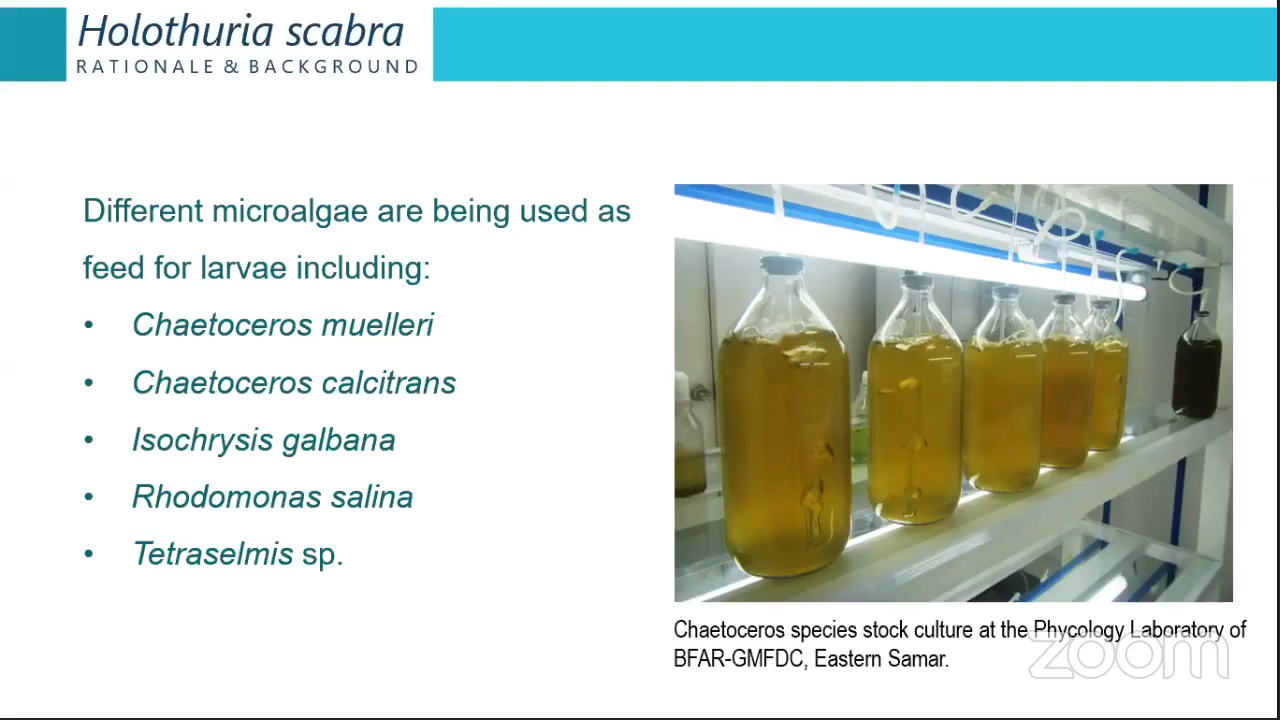 Holothuria scabra
RATIONALE & BACKGROUND
Different microalgae are being used as
feed for larvae including:
• Chaetoceros muelleri
• Chaetoceros calcitrans
• Isochrysis galbana
• Rhodomonas salina
• Tetraselmis sp.
Chaetoceros species stock culture at the Phycology Laboratory of
BFAR-GMFDC, Eastern Samar.
zoom